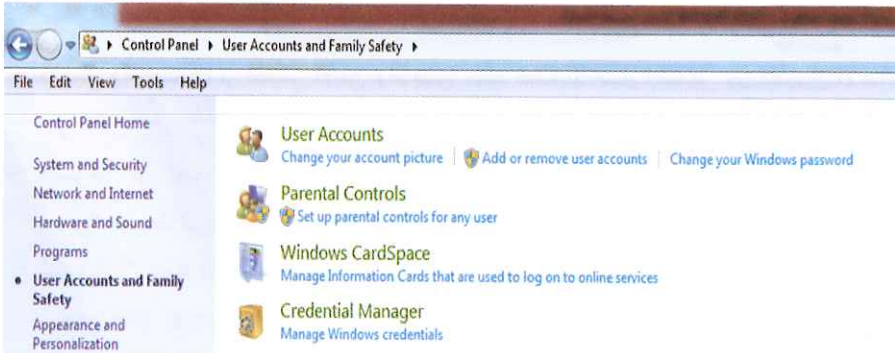 Control Panel ▸ User Accounts and Family Safety ▸
File Edit View Tools Help
Control Panel Home
System and Security
Network and Internet
Hardware and Sound
Programs
• User Accounts and Family
Safety
Appearance and
Personalization
User Accounts
Change your account picture | Add or remove user accounts | Change your Windows password
Parental Controls
Set up parental controls for any user
Windows CardSpace
Manage Information Cards that are used to log on to online services
Credential Manager
Manage Windows credentials